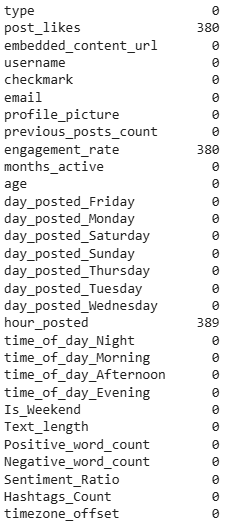 type 0
post_likes 380
embedded_content_url 0
username 0
checkmark 0
email 0
profile_picture 0
previous_posts_count 0
engagement_rate 380
months_active 0
age 0
day_posted_Friday 0
day_posted_Monday 0
day_posted_Saturday 0
day_posted_Sunday 0
day_posted_Thursday 0
day_posted_Tuesday 0
day_posted_Wednesday 0
hour_posted 389
time_of_day_Night 0
time_of_day_Morning 0
time_of_day_Afternoon 0
time_of_day_Evening 0
Is_Weekend 0
Text_length 0
Positive_word_count 0
Negative_word_count 0
Sentiment_Ratio 0
Hashtags_Count 0
timezone_offset 0